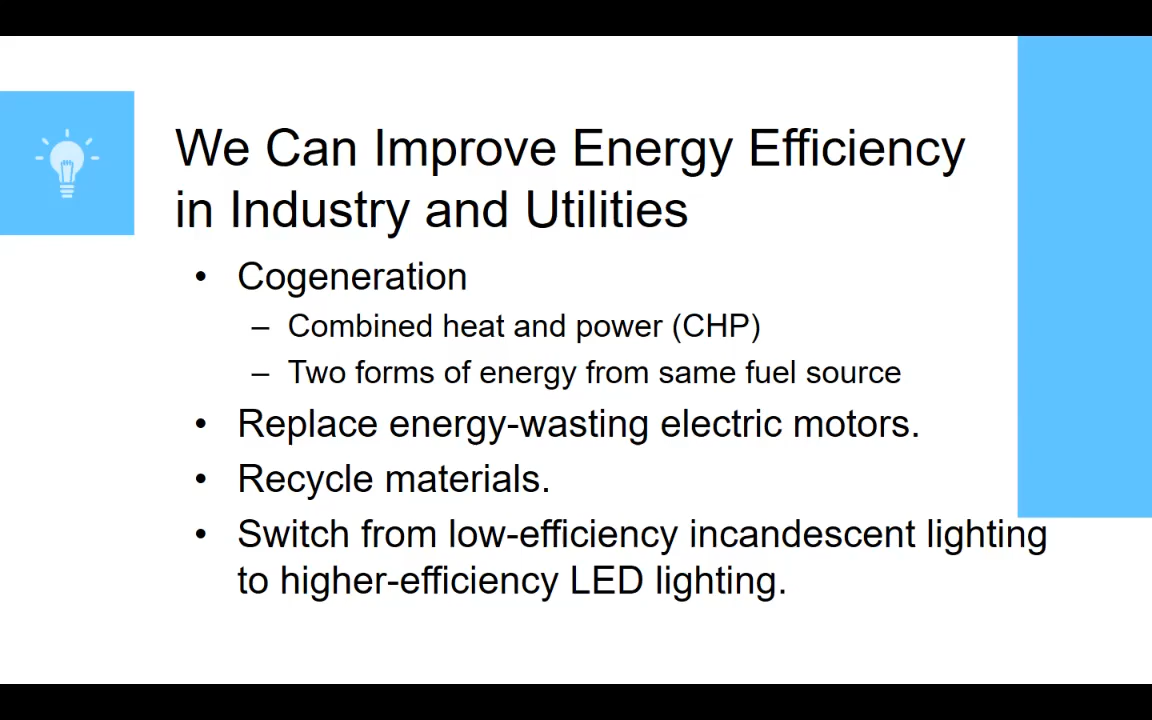 We Can Improve Energy Efficiency
in Industry and Utilities
• Cogeneration
– Combined heat and power (CHP)
– Two forms of energy from same fuel source
• Replace energy-wasting electric motors.
• Recycle materials.
• Switch from low-efficiency incandescent lighting
to higher-efficiency LED lighting.